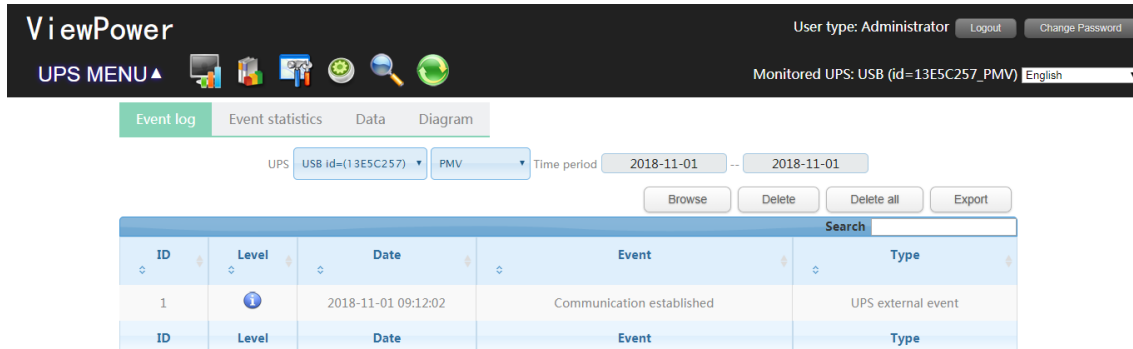 ViewPower
User type: Administrator Logout Change Password
UPS MENU▲
Monitored UPS: USB (id=13E5C257_PMV) English
Event log Event statistics Data Diagram
UPS USB id=(13E5C257) PMV Time period 2018-11-01 -- 2018-11-01
Browse Delete Delete all Export
Search
ID Level Date Event Type
1 2018-11-01 09:12:02 Communication established UPS external event
ID Level Date Event Type